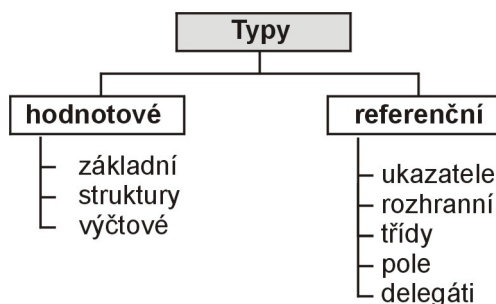 Typy
hodnotové
základní
struktury
výčtové
referenční
ukazatele
rozhranní
třídy
pole
delegáti